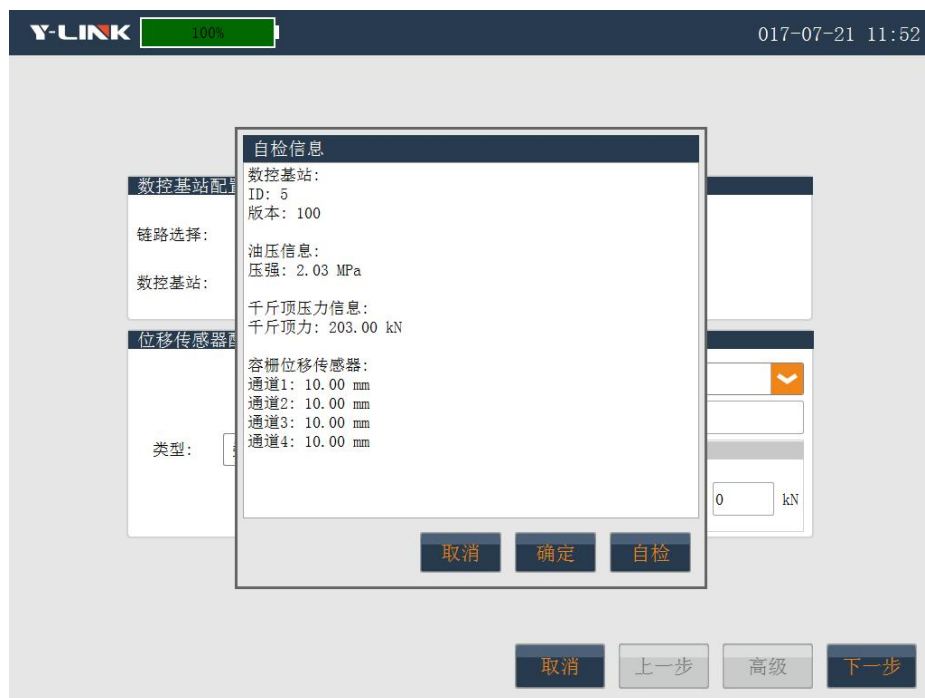 Y-LINK
100%
017-07-21 11:52
自检信息
数控基站:
ID: 5
版本: 100
油压信息:
压强: 2.03 MPa
千斤顶压力信息:
千斤顶力: 203.00 kN
容栅位移传感器:
通道1: 10.00 mm
通道2: 10.00 mm
通道3: 10.00 mm
通道4: 10.00 mm
取消 确定 自检
数控基站配
链路选择:
数控基站:
位移传感器
类型:
0 kN
取消 上一步 高级 下一步